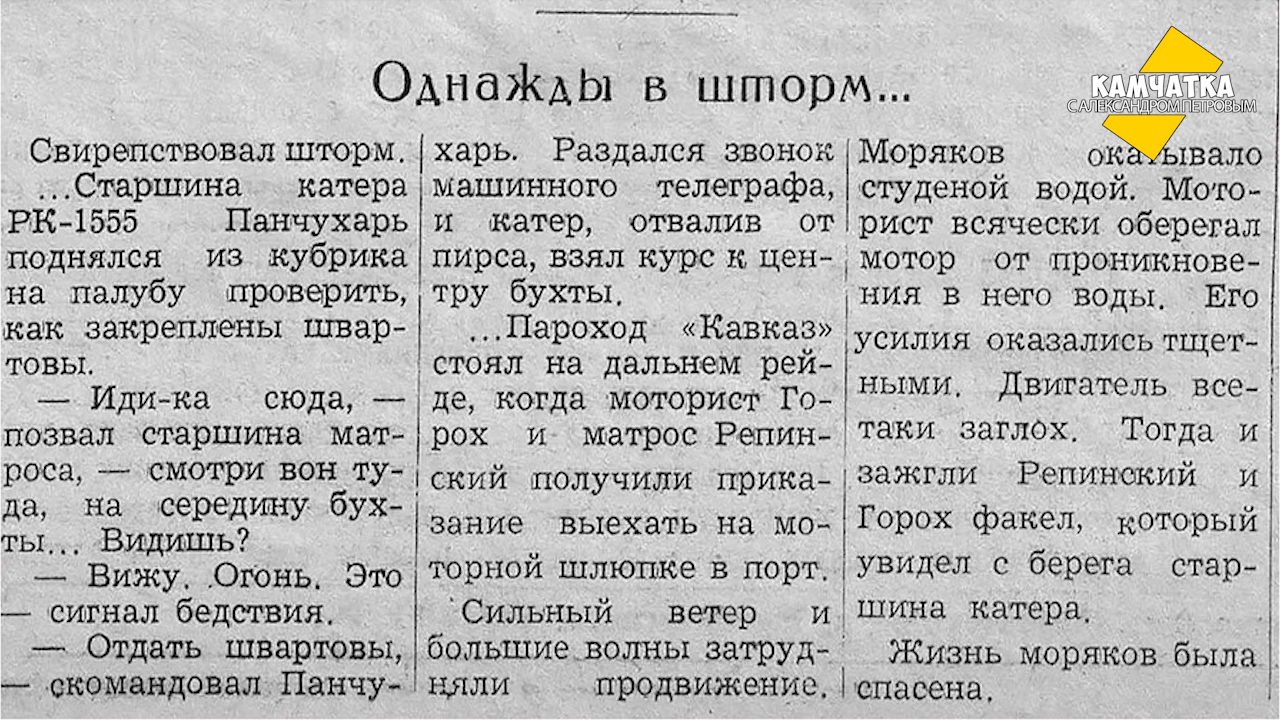 Однажды в шторм...
КАМЧАТКА
С АЛЕКСАНДРОМ ПЕТРОВЫМ
Свирепствовал шторм.
...Старшина катера
РК-1555 Панчухарь
поднялся из кубрика
на палубу проверить,
как закреплены швар-
товы.
— Иди-ка сюда, —
позвал старшина мат-
роса, — смотри вон ту-
да, на середину бух-
ты... Видишь?
— Вижу. Огонь. Это
— сигнал бедствия.
— Отдать швартовы,
— скомандовал Панчу-
харь. Раздался звонок
машинного телеграфа,
и катер, отвалив от
пирса, взял курс к цен-
тру бухты.
...Пароход «Кавказ»
стоял на дальнем рей-
де, когда моторист Го-
рох и матрос Репин-
ский получили прика-
зание выехать на мо-
торной шлюпке в порт.
Сильный ветер и
большие волны затруд-
няли продвижение.
Моряков окатывало
студеной водой. Мото-
рист всячески оберегал
мотор от проникнове-
ния в него воды. Его
усилия оказались тщет-
ными. Двигатель все-
таки заглох. Тогда и
зажгли Репинский и
Горох факел, который
увидел с берега стар-
шина катера.
Жизнь моряков была
спасена.